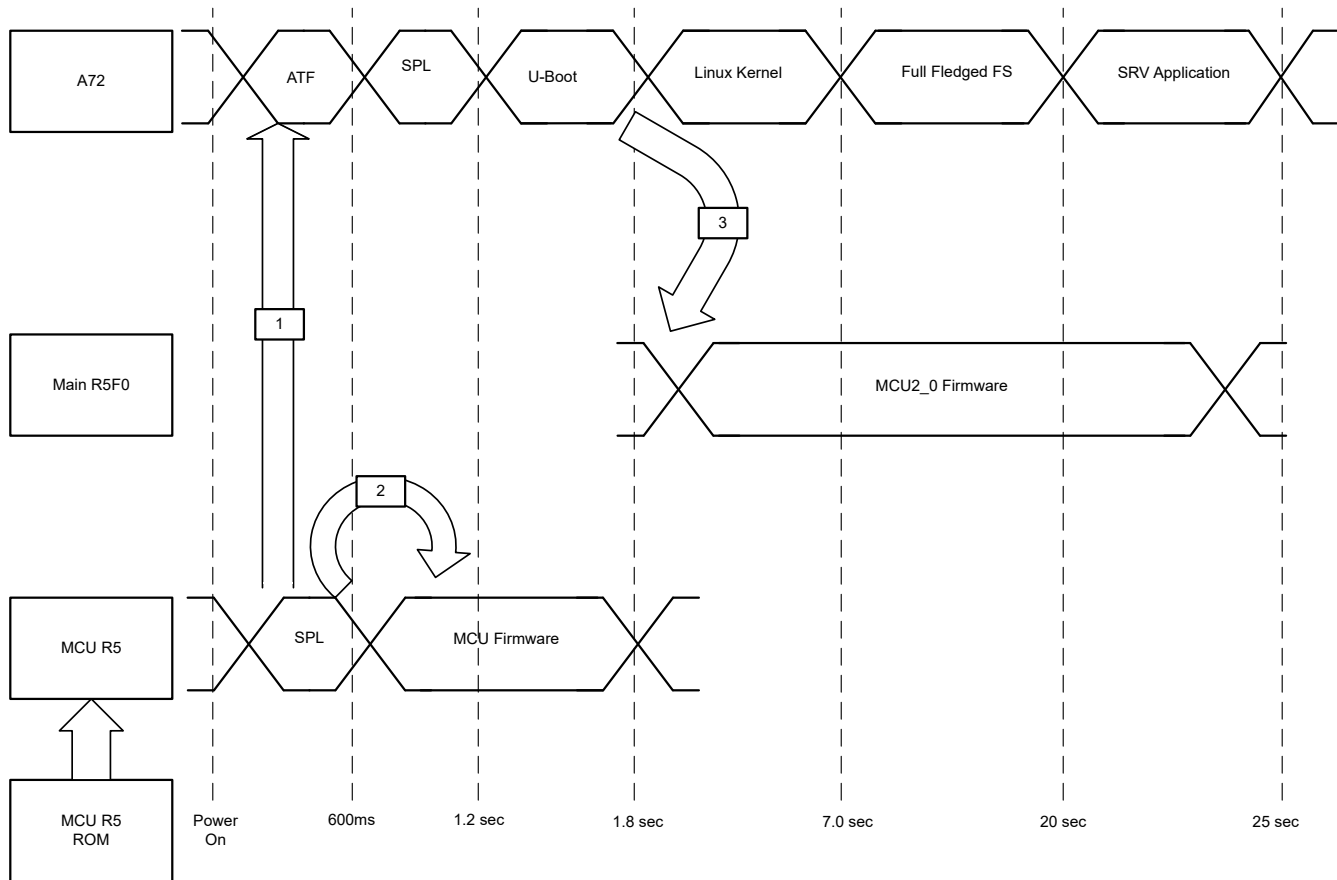 A72
ATF
SPL
U-Boot
Linux Kernel
Full Fledged FS
SRV Application
3
1
Main R5F0
MCU2_0 Firmware
2
MCU R5
SPL
MCU Firmware
MCU R5
ROM
Power
On
600ms
1.2 sec
1.8 sec
7.0 sec
20 sec
25 sec